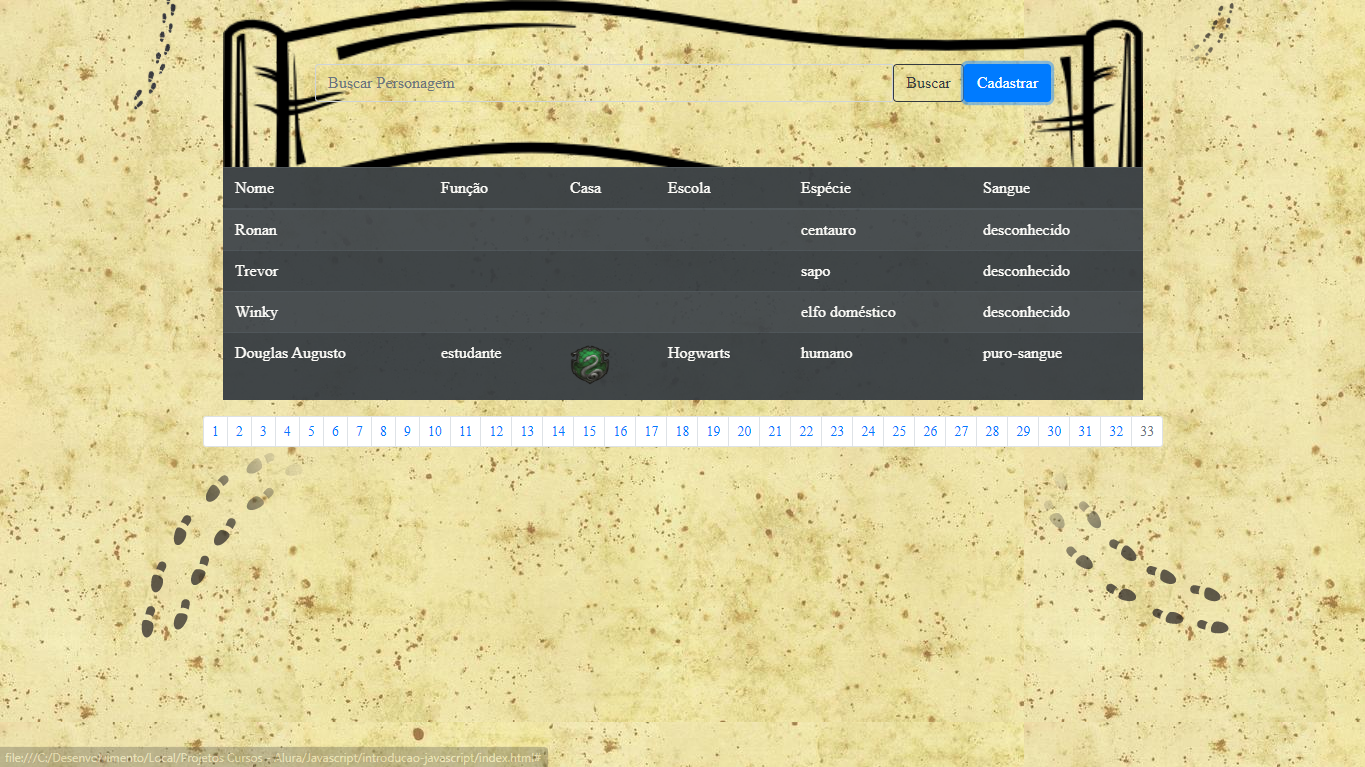 Buscar Personagem Buscar Cadastrar
Nome Função Casa Escola Espécie Sangue
Ronan centauro desconhecido
Trevor sapo desconhecido
Winky elfo doméstico desconhecido
Douglas Augusto estudante Hogwarts humano puro-sangue
1 2 3 4 5 6 7 8 9 10 11 12 13 14 15 16 17 18 19 20 21 22 23 24 25 26 27 28 29 30 31 32 33
file:///C:/Desenvolvimento/Local/Projetos Cursos - Alura/Javascript/introducao-javascript/index.html#